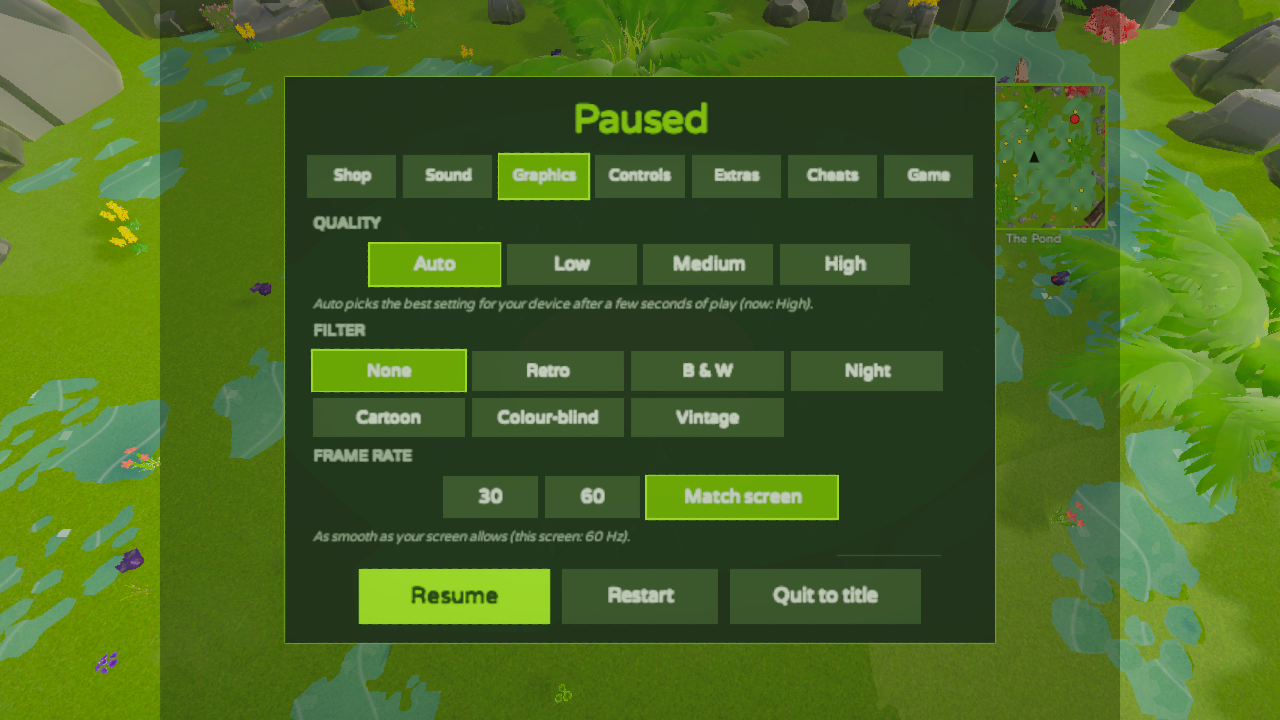 Paused
Shop Sound Graphics Controls Extras Cheats Game
QUALITY
Auto Low Medium High
The Pond
Auto picks the best setting for your device after a few seconds of play (now: High).
FILTER
None Retro B & W Night
Cartoon Colour-blind Vintage
FRAME RATE
30 60 Match screen
As smooth as your screen allows (this screen: 60 Hz).
Resume Restart Quit to title